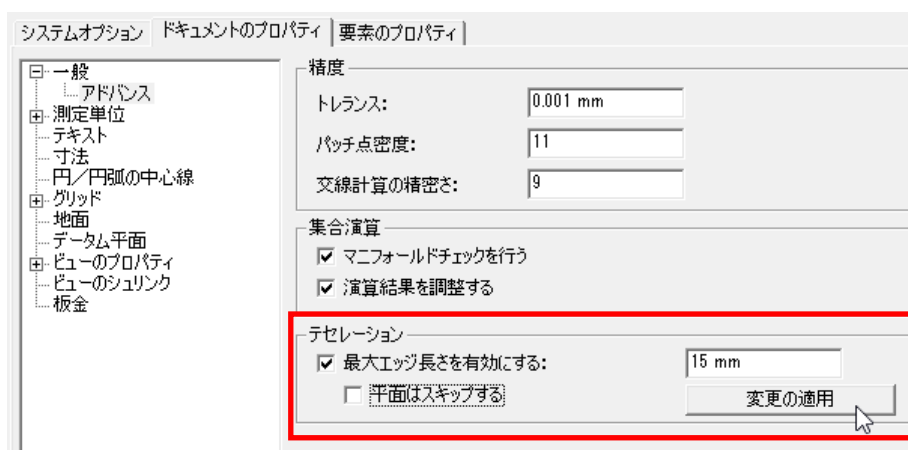 システムオプション ドキュメントのプロパティ 要素のプロパティ
一般
アドバンス
測定単位
テキスト
寸法
円/円弧の中心線
グリッド
地面
データム平面
ビューのプロパティ
ビューのシュリンク
板金
精度
トレランス: 0.001 mm
パッチ点密度: 11
交線計算の精密さ: 9
集合演算
マニフォールドチェックを行う
演算結果を調整する
テセレーション
最大エッジ長さを有効にする: 15 mm
平面はスキップする 変更の適用